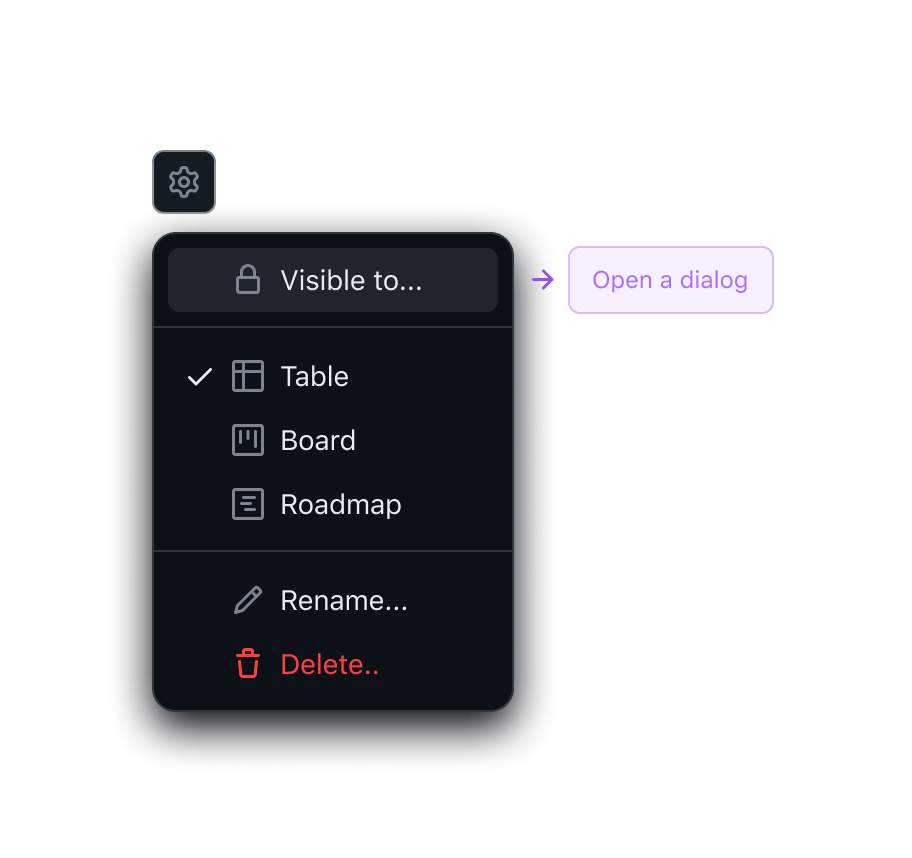 Visible to...
Open a dialog
Table
Board
Roadmap
Rename...
Delete..